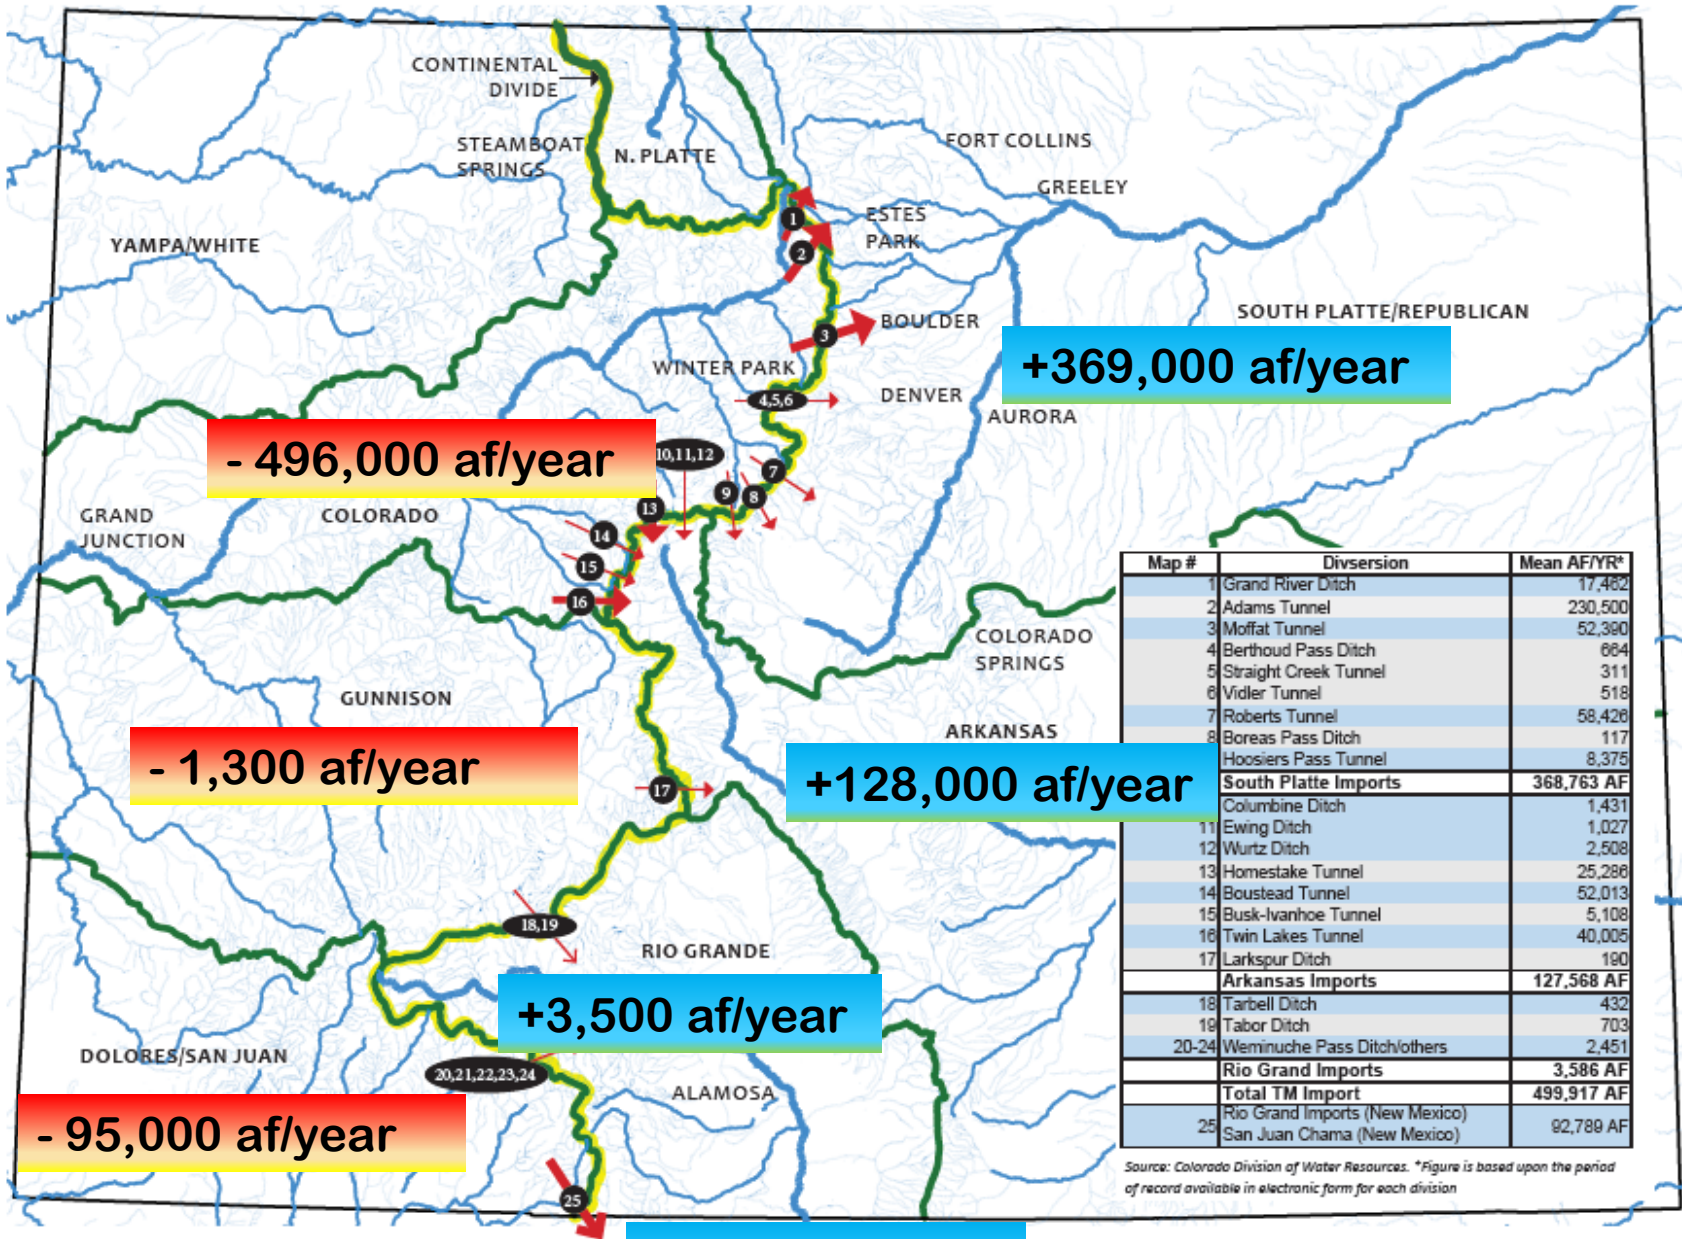 CONTINENTAL
DIVIDE
STEAMBOAT
SPRINGS
N. PLATTE
FORT COLLINS
GREELEY
1
ESTES
PARK
2
YAMPA/WHITE
SOUTH PLATTE/REPUBLICAN
BOULDER
3
+369,000 af/year
WINTER PARK
4,5,6
DENVER
AURORA
- 496,000 af/year
10,11,12
7
9
8
13
GRAND
JUNCTION
COLORADO
14
15
16
COLORADO
SPRINGS
GUNNISON
ARKANSAS
- 1,300 af/year
+128,000 af/year
17
18,19
RIO GRANDE
+3,500 af/year
DOLORES/SAN JUAN
20,21,22,23,24
ALAMOSA
- 95,000 af/year
25
Map # Divsersion Mean AF/YR*
1 Grand River Ditch 17,462
2 Adams Tunnel 230,500
3 Moffat Tunnel 52,390
4 Berthoud Pass Ditch 664
5 Straight Creek Tunnel 311
6 Vidler Tunnel 518
7 Roberts Tunnel 58,426
8 Boreas Pass Ditch 117
Hoosiers Pass Tunnel 8,375
South Platte Imports 368,763 AF
Columbine Ditch 1,431
11 Ewing Ditch 1,027
12 Wurtz Ditch 2,508
13 Homestake Tunnel 25,286
14 Boustead Tunnel 52,013
15 Busk-Ivanhoe Tunnel 5,108
16 Twin Lakes Tunnel 40,005
17 Larkspur Ditch 190
Arkansas Imports 127,568 AF
18 Tarbell Ditch 432
19 Tabor Ditch 703
20-24 Weminuche Pass Ditch/others 2,451
Rio Grand Imports 3,586 AF
Total TM Import 499,917 AF
25 Rio Grand Imports (New Mexico)
San Juan Chama (New Mexico) 92,789 AF
Source: Colorado Division of Water Resources. *Figure is based upon the period
of record available in electronic form for each division